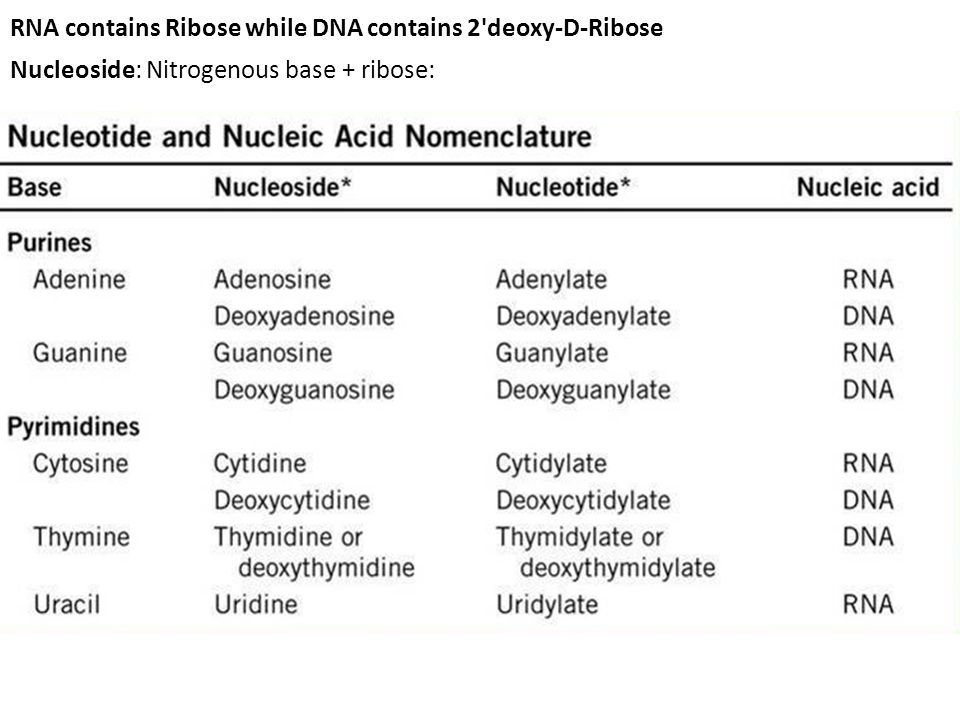 RNA contains Ribose while DNA contains 2'deoxy-D-Ribose
Nucleoside: Nitrogenous base + ribose:
Nucleotide and Nucleic Acid Nomenclature
Base Nucleoside* Nucleotide* Nucleic acid
Purines
Adenine Adenosine Adenylate RNA
Deoxyadenosine Deoxyadenylate DNA
Guanine Guanosine Guanylate RNA
Deoxyguanosine Deoxyguanylate DNA
Pyrimidines
Cytosine Cytidine Cytidylate RNA
Deoxycytidine Deoxycytidylate DNA
Thymine Thymidine or Thymidylate or DNA
deoxythymidine deoxythymidylate
Uracil Uridine Uridylate RNA